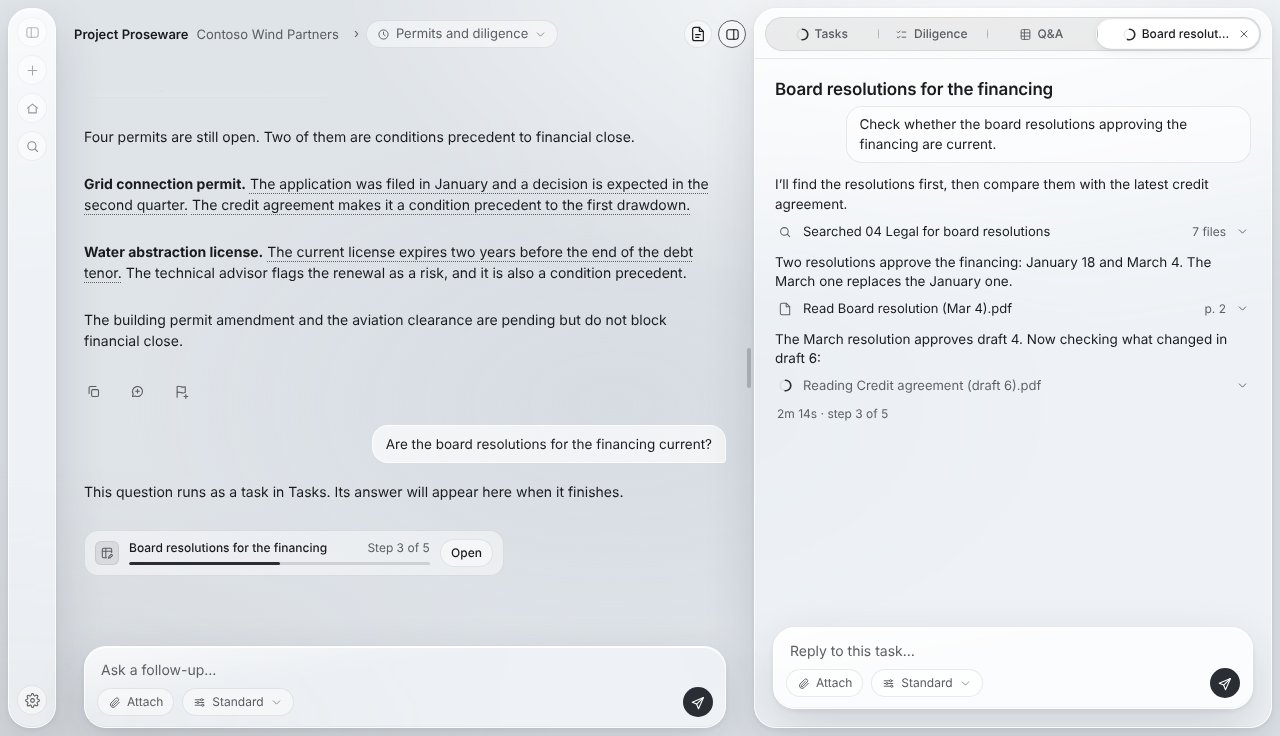 Project Proseware Contoso Wind Partners › Permits and diligence
Four permits are still open. Two of them are conditions precedent to financial close.
Grid connection permit. The application was filed in January and a decision is expected in the
second quarter. The credit agreement makes it a condition precedent to the first drawdown.
Water abstraction license. The current license expires two years before the end of the debt
tenor. The technical advisor flags the renewal as a risk, and it is also a condition precedent.
The building permit amendment and the aviation clearance are pending but do not block
financial close.
Are the board resolutions for the financing current?
This question runs as a task in Tasks. Its answer will appear here when it finishes.
Board resolutions for the financing Step 3 of 5 Open
Ask a follow-up...
Attach Standard
Tasks Diligence Q&A Board resolut...
Board resolutions for the financing
Check whether the board resolutions approving the
financing are current.
I'll find the resolutions first, then compare them with the latest credit
agreement.
Searched 04 Legal for board resolutions 7 files
Two resolutions approve the financing: January 18 and March 4. The
March one replaces the January one.
Read Board resolution (Mar 4).pdf p. 2
The March resolution approves draft 4. Now checking what changed in
draft 6:
Reading Credit agreement (draft 6).pdf
2m 14s · step 3 of 5
Reply to this task...
Attach Standard